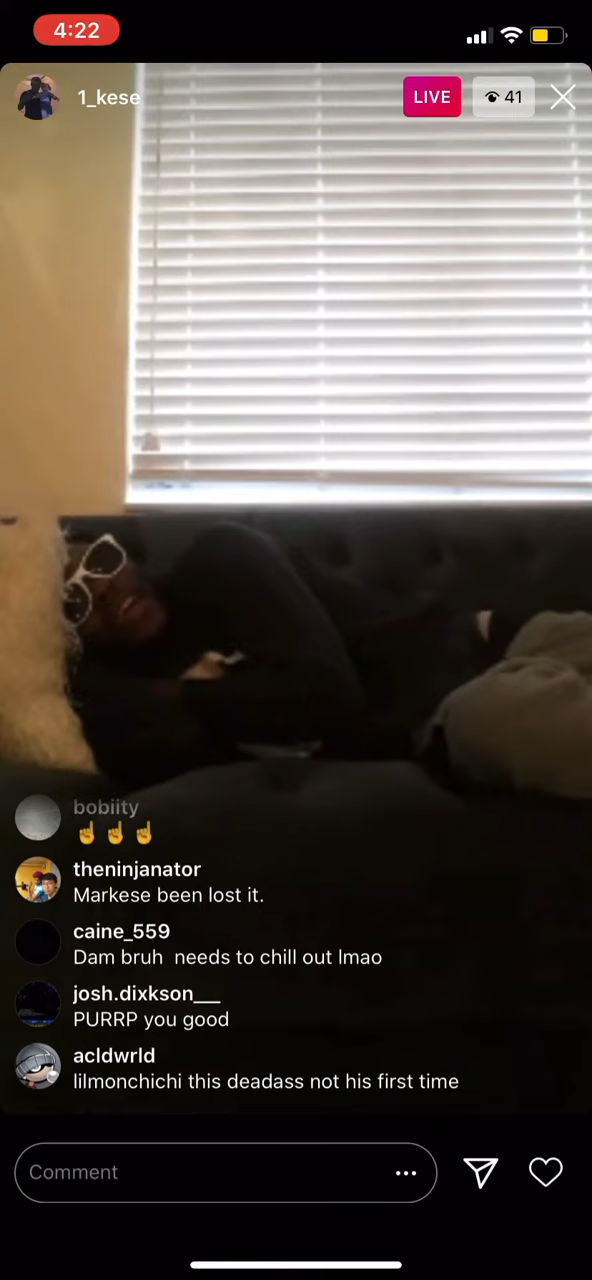 4:22
1_kese
LIVE
41
bobiity
☝️☝️☝️
theninjanator
Markese been lost it.
caine_559
Dam bruh  needs to chill out lmao
josh.dixkson___
PURRP you good
acldwrld
lilmonchichi this deadass not his first time
Comment